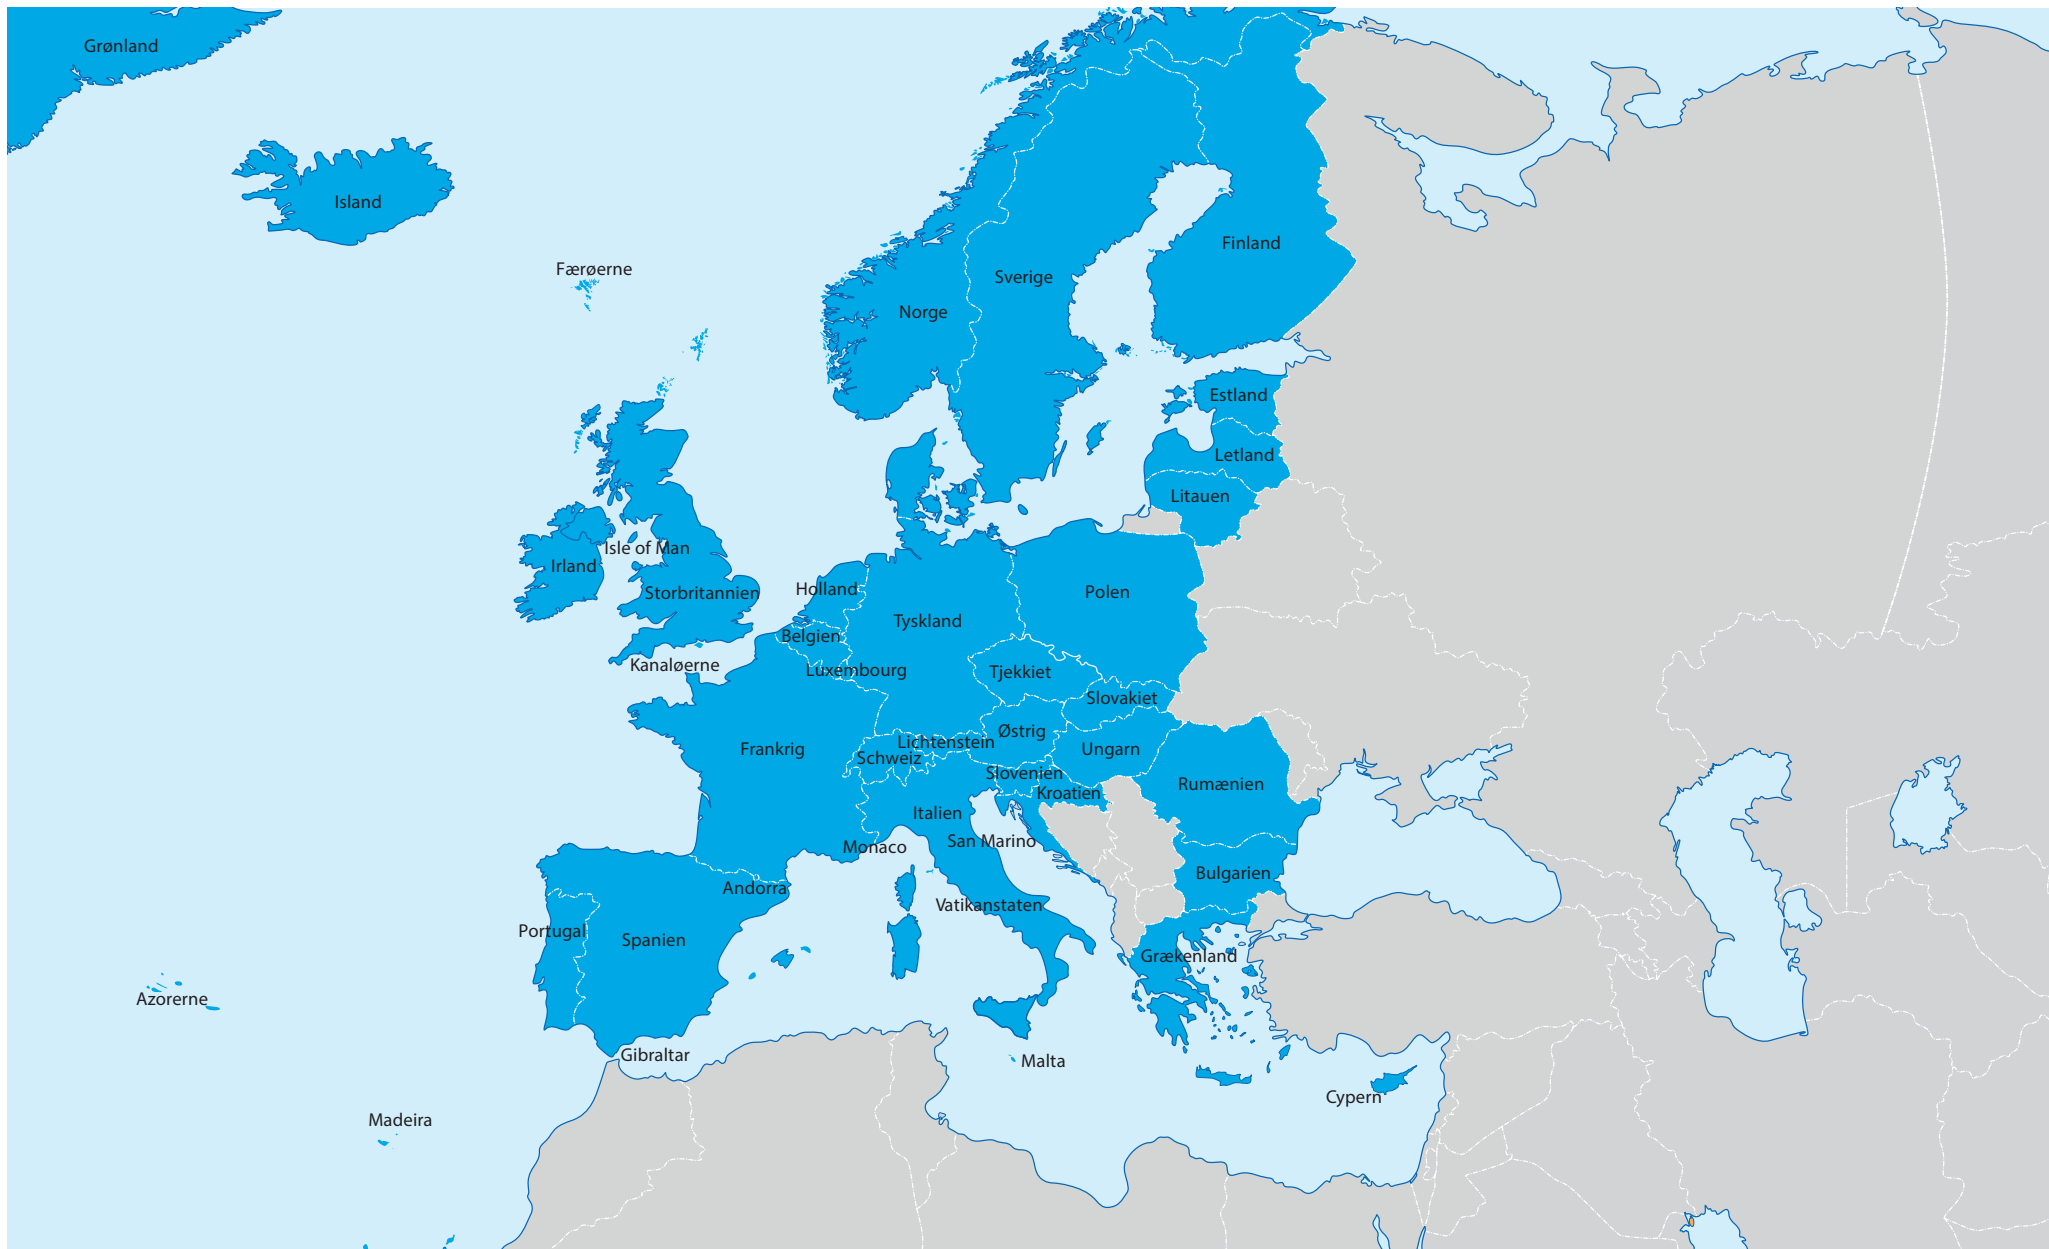 Grønland
Island
Færøerne
Finland
Sverige
Norge
Estland
Letland
Litauen
Isle of Man
Irland
Holland
Storbritannien
Polen
Tyskland
Belgien
Kanaløerne
Luxembourg
Tjekkiet
Slovakiet
Østrig
Lichtenstein
Frankrig
Ungarn
Schweiz
Slovenien
Rumænien
Kroatien
Italien
San Marino
Monaco
Bulgarien
Andorra
Vatikanstaten
Portugal
Spanien
Grækenland
Azorerne
Gibraltar
Malta
Cypern
Madeira